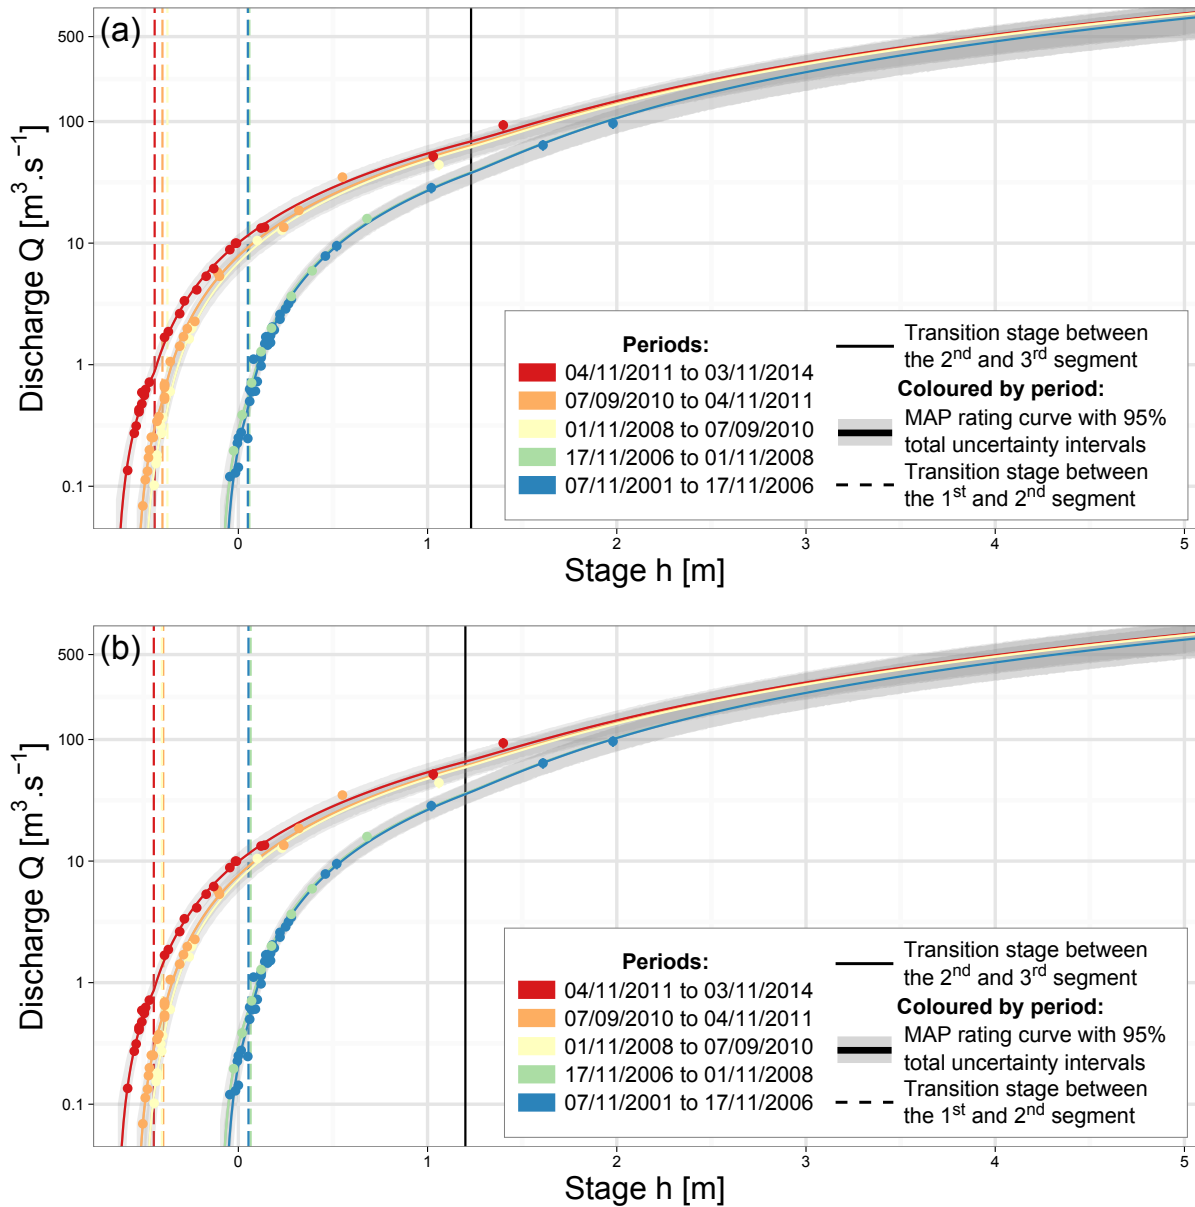 (a)
500
100
10
1
0.1
Discharge Q [m³.s⁻¹]
0 1 2 3 4 5
Stage h [m]
Periods:
04/11/2011 to 03/11/2014
07/09/2010 to 04/11/2011
01/11/2008 to 07/09/2010
17/11/2006 to 01/11/2008
07/11/2001 to 17/11/2006
Transition stage between
the 2nd and 3rd segment
Coloured by period:
MAP rating curve with 95%
total uncertainty intervals
Transition stage between
the 1st and 2nd segment
(b)
500
100
10
1
0.1
Discharge Q [m³.s⁻¹]
0 1 2 3 4 5
Stage h [m]
Periods:
04/11/2011 to 03/11/2014
07/09/2010 to 04/11/2011
01/11/2008 to 07/09/2010
17/11/2006 to 01/11/2008
07/11/2001 to 17/11/2006
Transition stage between
the 2nd and 3rd segment
Coloured by period:
MAP rating curve with 95%
total uncertainty intervals
Transition stage between
the 1st and 2nd segment